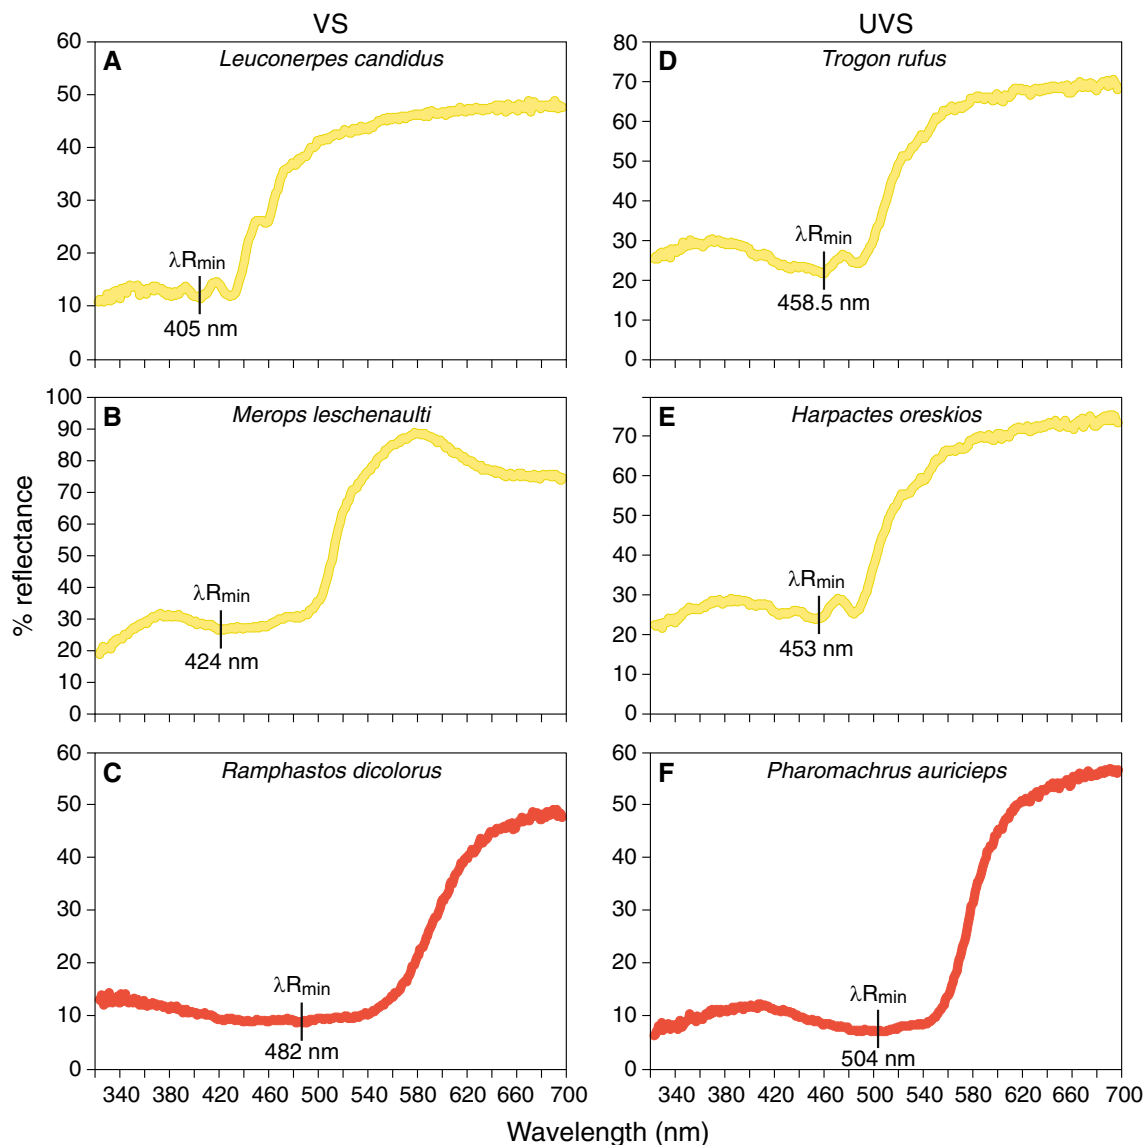 VS
UVS
A
Leuconerpes candidus
60
50
40
30
20
10
0
λRmin
405 nm
D
Trogon rufus
80
70
60
50
40
30
20
10
0
λRmin
458.5 nm
B
Merops leschenaulti
100
90
80
70
60
50
40
30
20
10
0
λRmin
424 nm
E
Harpactes oreskios
70
60
50
40
30
20
10
0
λRmin
453 nm
C
Ramphastos dicolorus
60
50
40
30
20
10
0
λRmin
482 nm
F
Pharomachrus auriceps
60
50
40
30
20
10
0
λRmin
504 nm
340 380 420 460 500 540 580 620 660 700
340 380 420 460 500 540 580 620 660 700
% reflectance
Wavelength (nm)